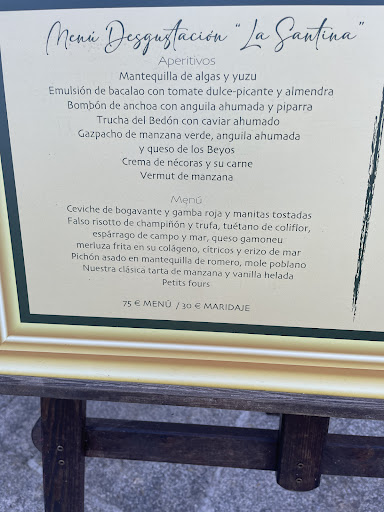 Menú Desgustación "La Santina"
Aperitivos
Mantequilla de algas y yuzu
Emulsión de bacalao con tomate dulce-picante y almendra
Bombón de anchoa con anguila ahumada y piparra
Trucha del Bedón con caviar ahumado
Gazpacho de manzana verde, anguila ahumada
y queso de los Beyos
Crema de nécoras y su carne
Vermut de manzana
Menú
Ceviche de bogavante y gamba roja y manitas tostadas
Falso risotto de champiñón y trufa, tuétano de coliflor,
espárrago de campo y mar, queso gamoneu
merluza frita en su colágeno, cítricos y erizo de mar
Pichón asado en mantequilla de romero, mole poblano
Nuestra clásica tarta de manzana y vanilla helada
Petits fours
75 € MENÚ / 30 € MARIDAJE